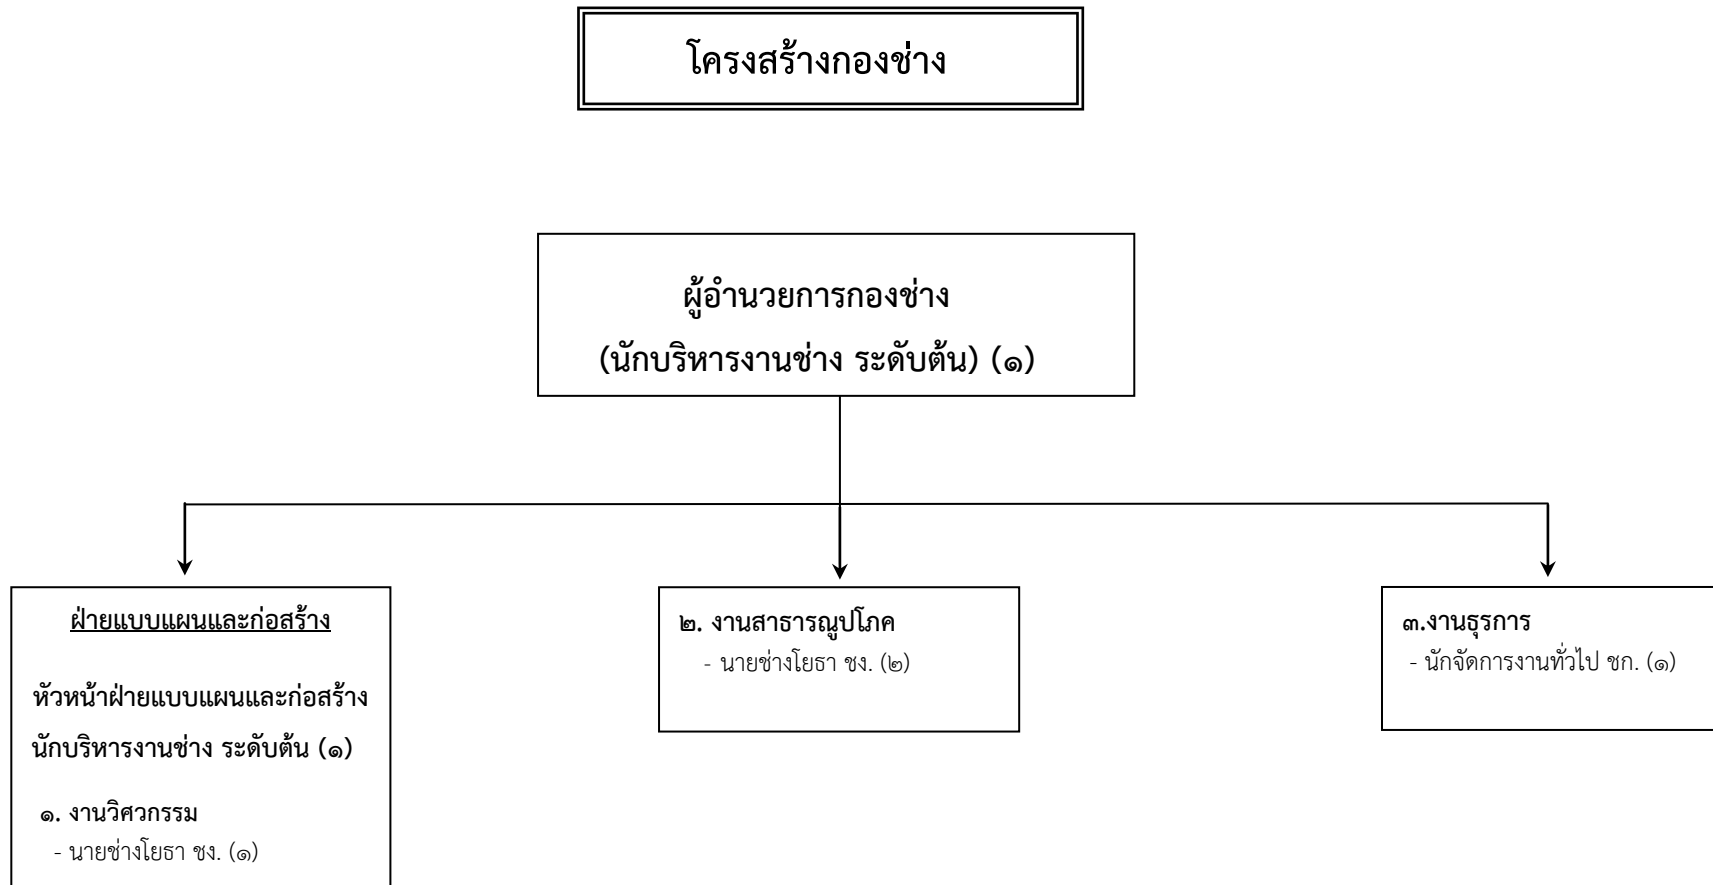 โครงสร้างกองช่าง
ผู้อำนวยการกองช่าง
(นักบริหารงานช่าง ระดับต้น) (๑)
ฝ่ายแบบแผนและก่อสร้าง
หัวหน้าฝ่ายแบบแผนและก่อสร้าง
นักบริหารงานช่าง ระดับต้น (๑)
๑. งานวิศวกรรม
- นายช่างโยธา ชง. (๑)
๒. งานสาธารณูปโภค
- นายช่างโยธา ชง. (๒)
๓.งานธุรการ
- นักจัดการงานทั่วไป ชก. (๑)